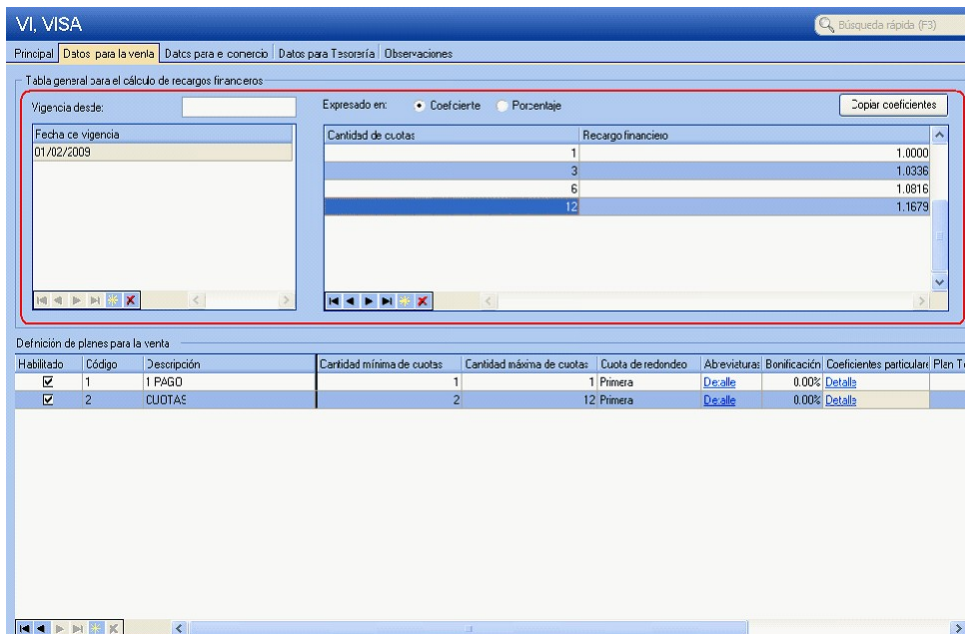 VI, VISA
Búsqueda rápida (F3)
Principal Datos para la venta Datos para e comercio Datos para Tesorería Observaciones
Tabla general para el cálculo de recargos financieros
Vigencia desde: Expresado en: Coeficiente Porcentaje Copiar coeficientes
Fecha de vigencia Cantidad de cuotas Recargo financiero
01/02/2009 1 1.0000
3 1.0336
6 1.0816
12 1.1679
Definición de planes para la venta
Habilitado Código Descripción Cantidad mínima de cuotas Cantidad máxima de cuotas Cuota de redondeo Abreviaturas Bonificación Coeficientes particulare Plan T
1 1 PAGO 1 1 Primera Detalle 0.00% Detalle
2 CUOTAS 2 12 Primera Detalle 0.00% Detalle